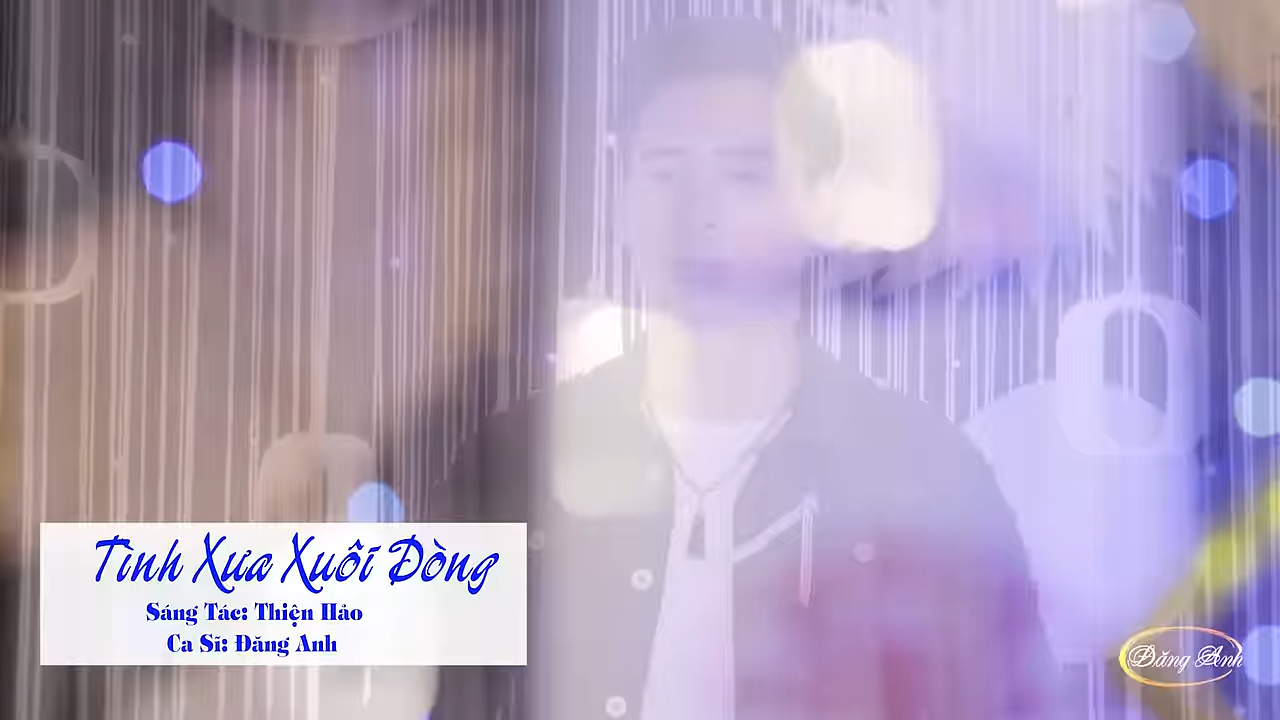 Tình Xưa Xuôi Dòng
Sáng Tác: Thiện Hảo
Ca Sĩ: Đăng Anh
Đăng Anh